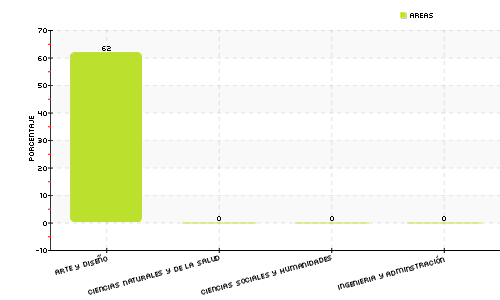 AREAS
70
60
50
40
30
20
10
0
-10
PORCENTAJE
62
0
0
0
ARTE Y DISEÑO
CIENCIAS NATURALES Y DE LA SALUD
CIENCIAS SOCIALES Y HUMANIDADES
INGENIERIA Y ADMINSTRACIÓN